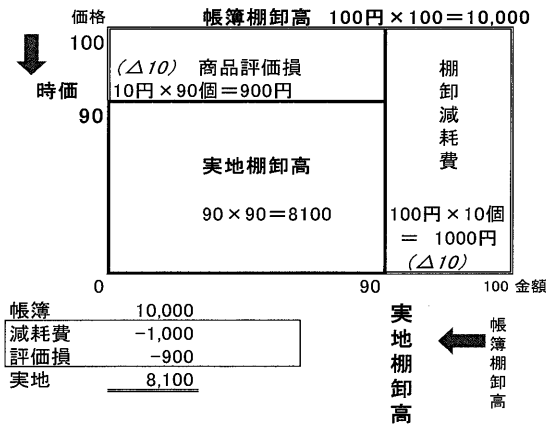 価格
帳簿棚卸高 100円×100=10,000
100
(△10) 商品評価損
10円×90個=900円
時価
90
棚卸減耗費
実地棚卸高
90×90=8100
100円×10個
= 1000円
(△10)
0
90
100 金額
帳簿 10,000
減耗費 -1,000
評価損 -900
実地 8,100
実地棚卸高
帳簿棚卸高